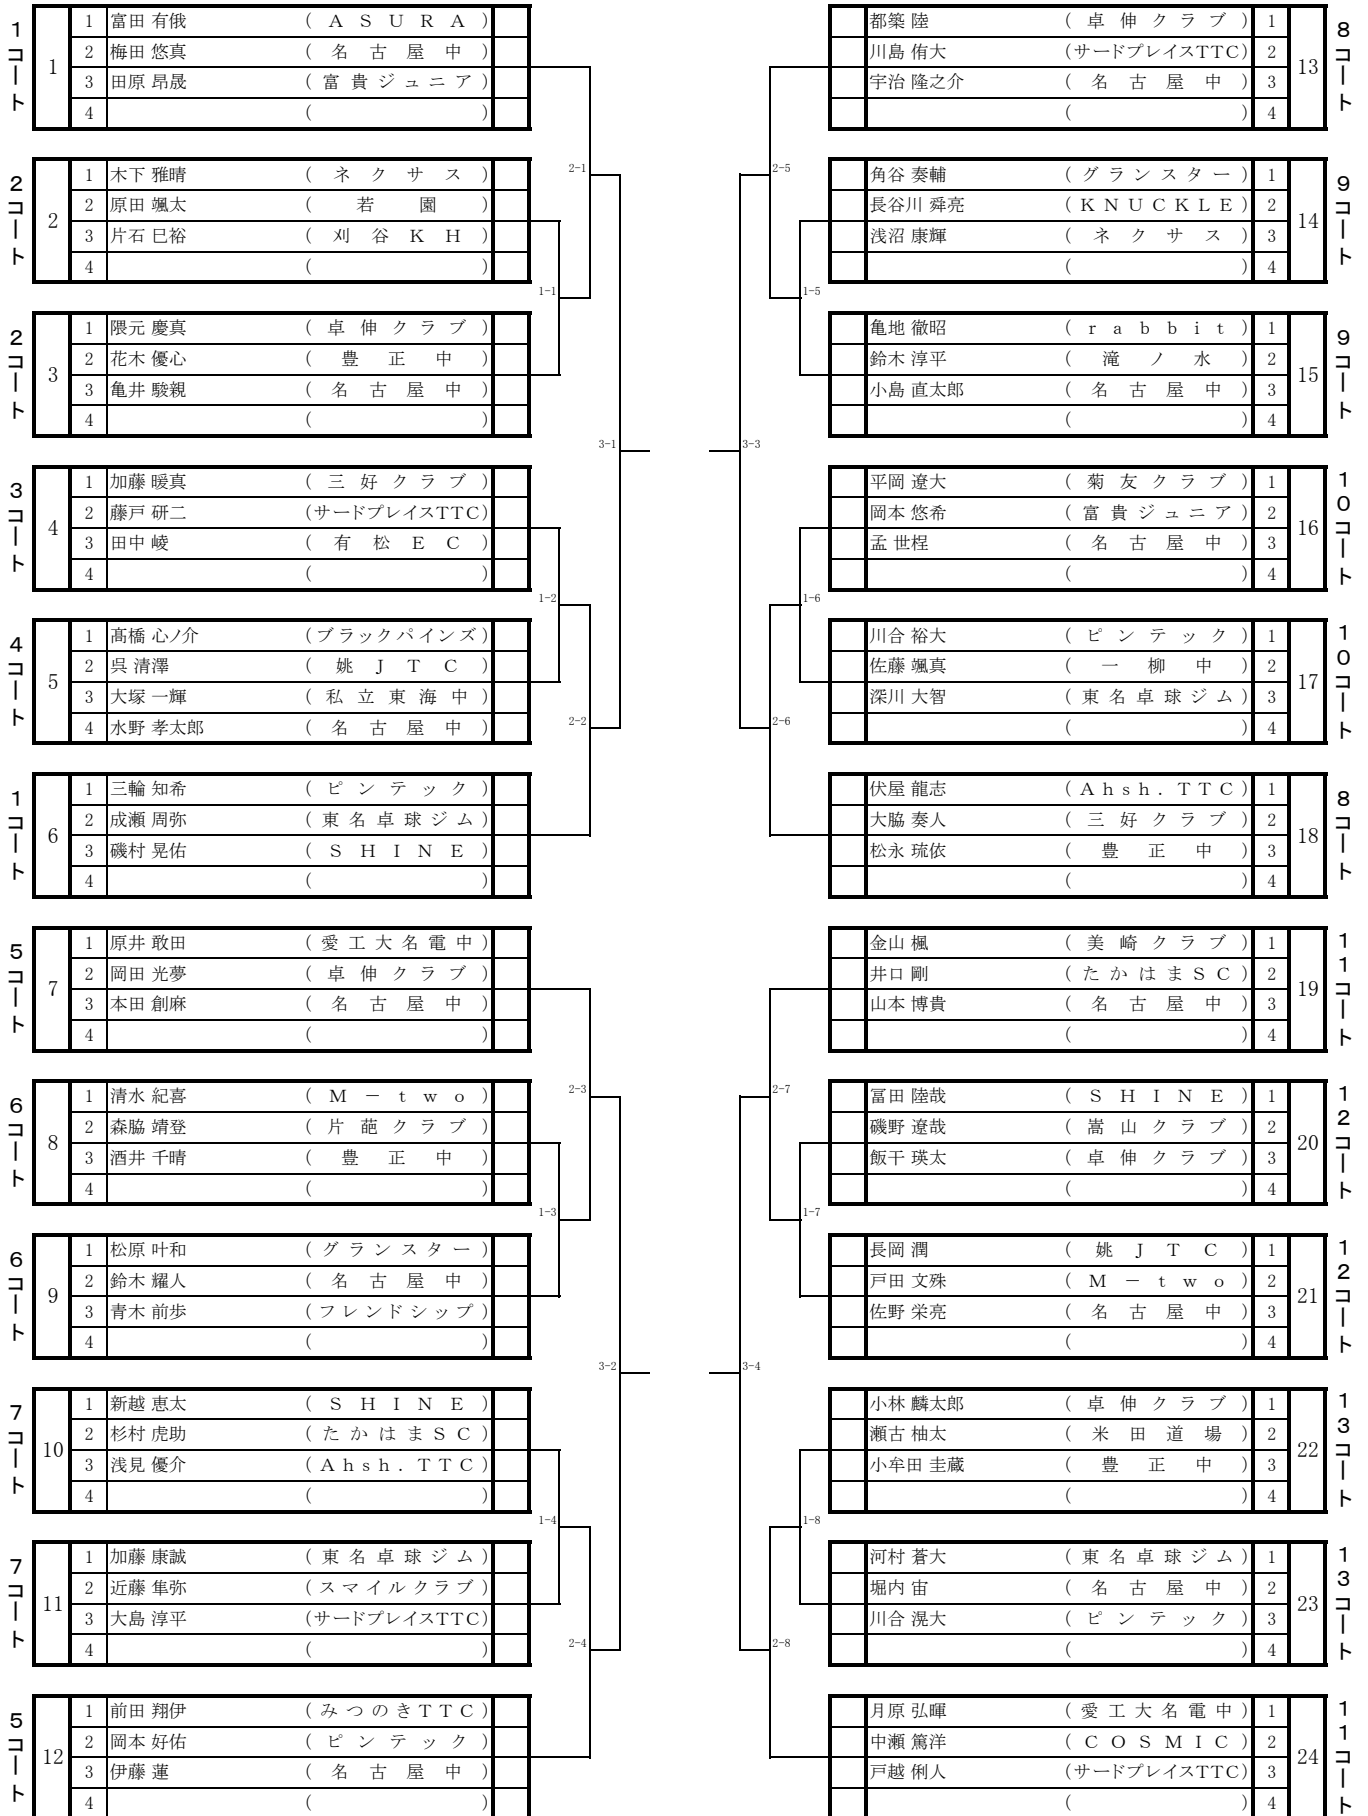 1コート
1
1 富田 有俄 (ASURA)
2 梅田 悠真 (名古屋中)
3 田原 昂晟 (富貴ジュニア)
4 ( )
2コート
2
1 木下 雅晴 (ネクサス)
2 原田 颯太 (若園)
3 片石 巳裕 (刈谷KH)
4 ( )
2コート
3
1 隈元 慶真 (卓伸クラブ)
2 花木 優心 (豊正中)
3 亀井 駿親 (名古屋中)
4 ( )
3コート
4
1 加藤 暖真 (三好クラブ)
2 藤戸 研二 (サードプレイスTTC)
3 田中 崚 (有松EC)
4 ( )
4コート
5
1 髙橋 心ノ介 (ブラックパインズ)
2 呉 清澤 (姚JTC)
3 大塚 一輝 (私立東海中)
4 水野 孝太郎 (名古屋中)
1コート
6
1 三輪 知希 (ピンテック)
2 成瀬 周弥 (東名卓球ジム)
3 磯村 晃佑 (SHINE)
4 ( )
5コート
7
1 原井 敢田 (愛工大名電中)
2 岡田 光夢 (卓伸クラブ)
3 本田 創麻 (名古屋中)
4 ( )
6コート
8
1 清水 紀喜 (M－two)
2 森脇 靖登 (片葩クラブ)
3 酒井 千晴 (豊正中)
4 ( )
6コート
9
1 松原 叶和 (グランスター)
2 鈴木 耀人 (名古屋中)
3 青木 前歩 (フレンドシップ)
4 ( )
7コート
10
1 新越 恵太 (SHINE)
2 杉村 虎助 (たかはまSC)
3 浅見 優介 (Ahsh.TTC)
4 ( )
7コート
11
1 加藤 康誠 (東名卓球ジム)
2 近藤 隼弥 (スマイルクラブ)
3 大島 淳平 (サードプレイスTTC)
4 ( )
5コート
12
1 前田 翔伊 (みつのきTTC)
2 岡本 好佑 (ピンテック)
3 伊藤 蓮 (名古屋中)
4 ( )
2-1
1-1
3-1
1-2
2-2
2-3
1-3
3-2
1-4
2-4
2-5
1-5
3-3
1-6
2-6
2-7
1-7
3-4
1-8
2-8
都築 陸 (卓伸クラブ) 1
川島 侑大 (サードプレイスTTC) 2
宇治 隆之介 (名古屋中) 3
( ) 4
13
8コート
角谷 奏輔 (グランスター) 1
長谷川 舜亮 (KNUCKLE) 2
浅沼 康輝 (ネクサス) 3
( ) 4
14
9コート
亀地 徹昭 (rabbit) 1
鈴木 淳平 (滝ノ水) 2
小島 直太郎 (名古屋中) 3
( ) 4
15
9コート
平岡 遼大 (菊友クラブ) 1
岡本 悠希 (富貴ジュニア) 2
孟 世桯 (名古屋中) 3
( ) 4
16
10コート
川合 裕大 (ピンテック) 1
佐藤 颯真 (一柳中) 2
深川 大智 (東名卓球ジム) 3
( ) 4
17
10コート
伏屋 龍志 (Ahsh.TTC) 1
大脇 奏人 (三好クラブ) 2
松永 琉依 (豊正中) 3
( ) 4
18
8コート
金山 楓 (美崎クラブ) 1
井口 剛 (たかはまSC) 2
山本 博貴 (名古屋中) 3
( ) 4
19
11コート
冨田 陸哉 (SHINE) 1
磯野 遼哉 (嵩山クラブ) 2
飯干 瑛太 (卓伸クラブ) 3
( ) 4
20
12コート
長岡 潤 (姚JTC) 1
戸田 文殊 (M－two) 2
佐野 栄亮 (名古屋中) 3
( ) 4
21
12コート
小林 麟太郎 (卓伸クラブ) 1
瀬古 柚太 (米田道場) 2
小牟田 圭蔵 (豊正中) 3
( ) 4
22
13コート
河村 蒼大 (東名卓球ジム) 1
堀内 宙 (名古屋中) 2
川合 滉大 (ピンテック) 3
( ) 4
23
13コート
月原 弘暉 (愛工大名電中) 1
中瀬 篤洋 (COSMIC) 2
戸越 俐人 (サードプレイスTTC) 3
( ) 4
24
11コート